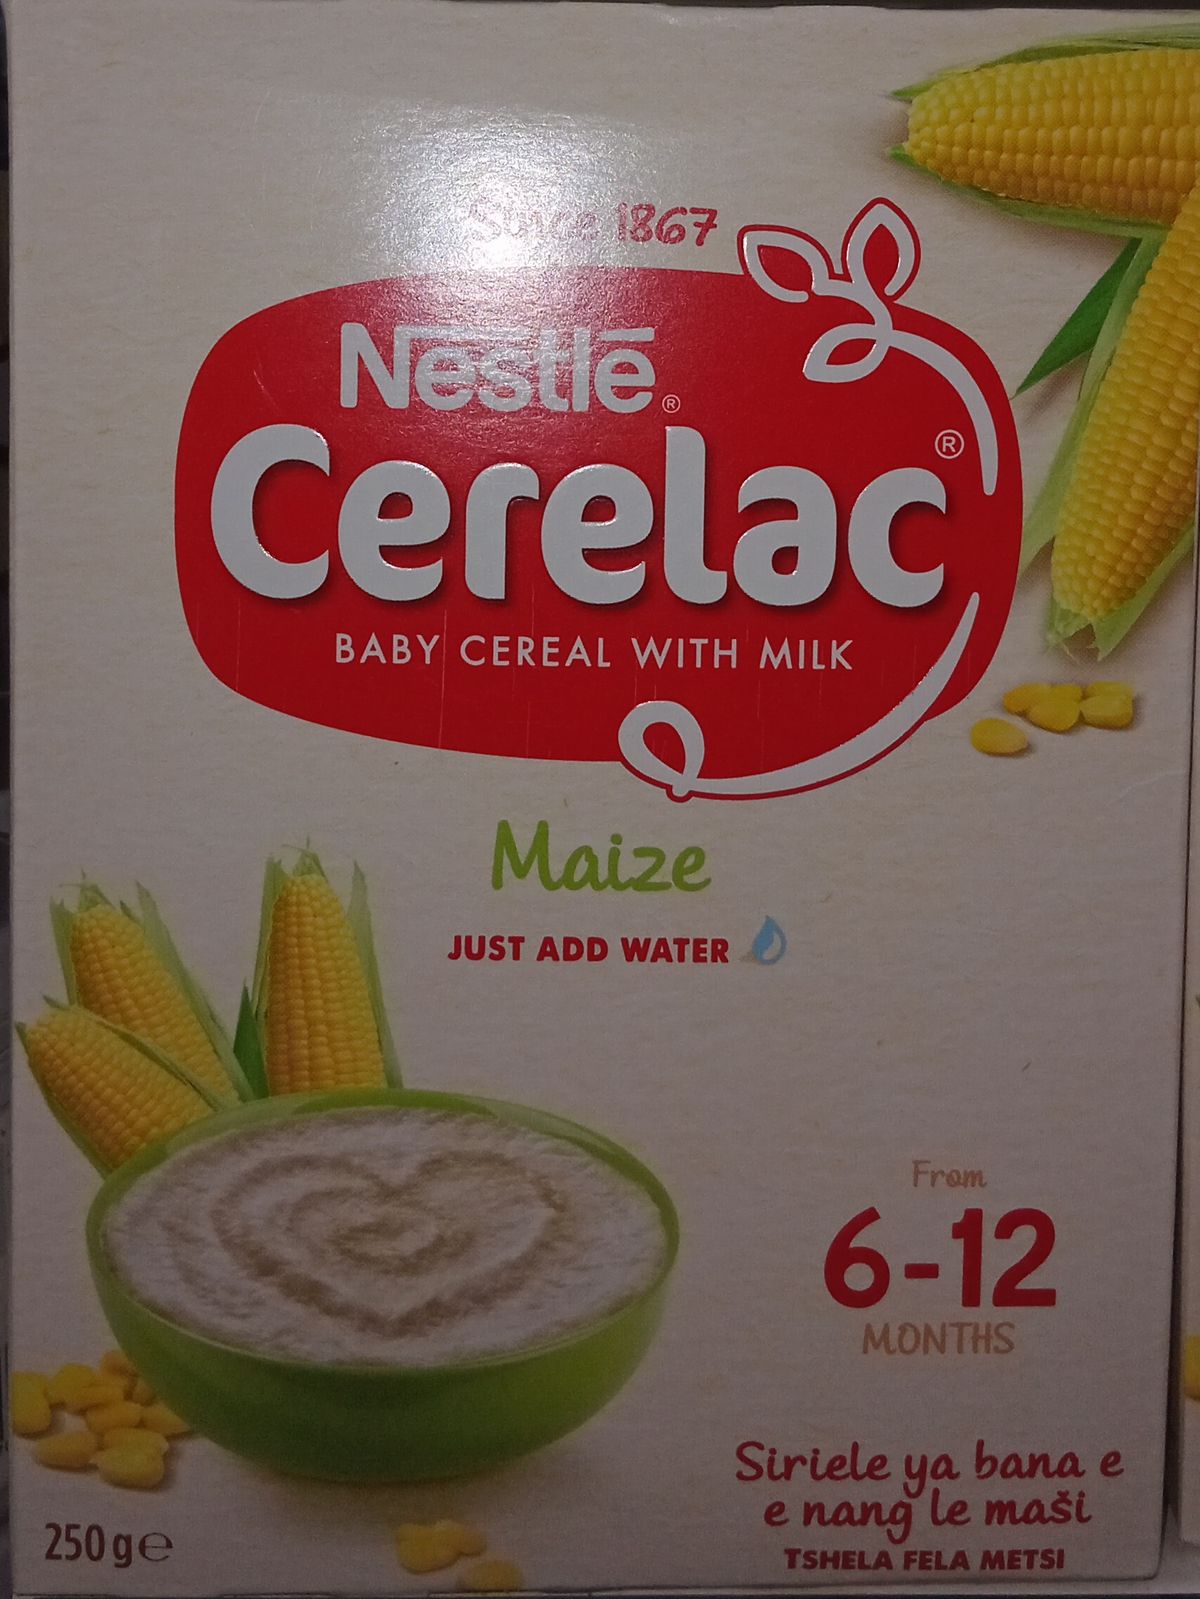 Since 1867
Nestlé®
Cerelac®
BABY CEREAL WITH MILK
Maize
JUST ADD WATER
From
6-12
MONTHS
Siriele ya bana e
e nang le maši
TSHELA FELA METSI
250 g e